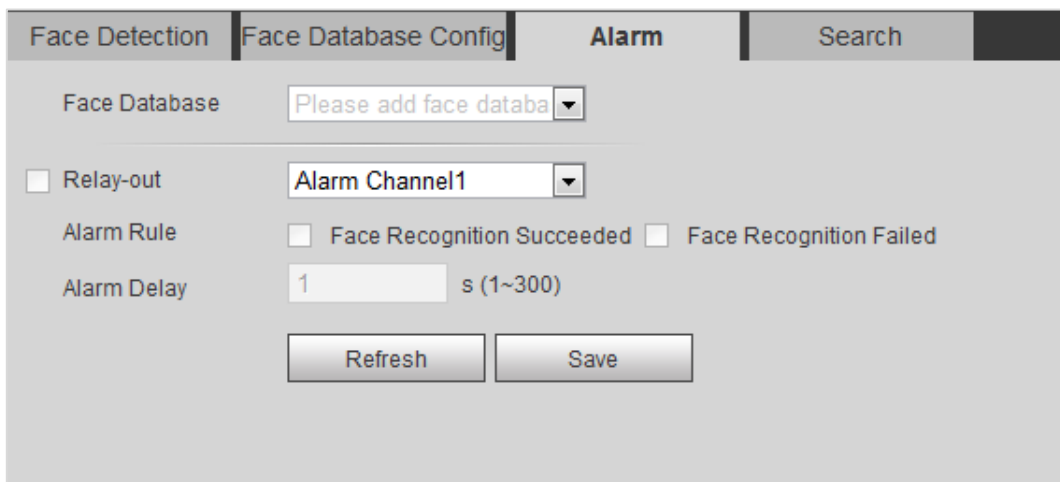 Face Detection Face Database Config Alarm Search
Face Database Please add face databa
Relay-out Alarm Channel1
Alarm Rule Face Recognition Succeeded Face Recognition Failed
Alarm Delay 1 s (1~300)
Refresh Save